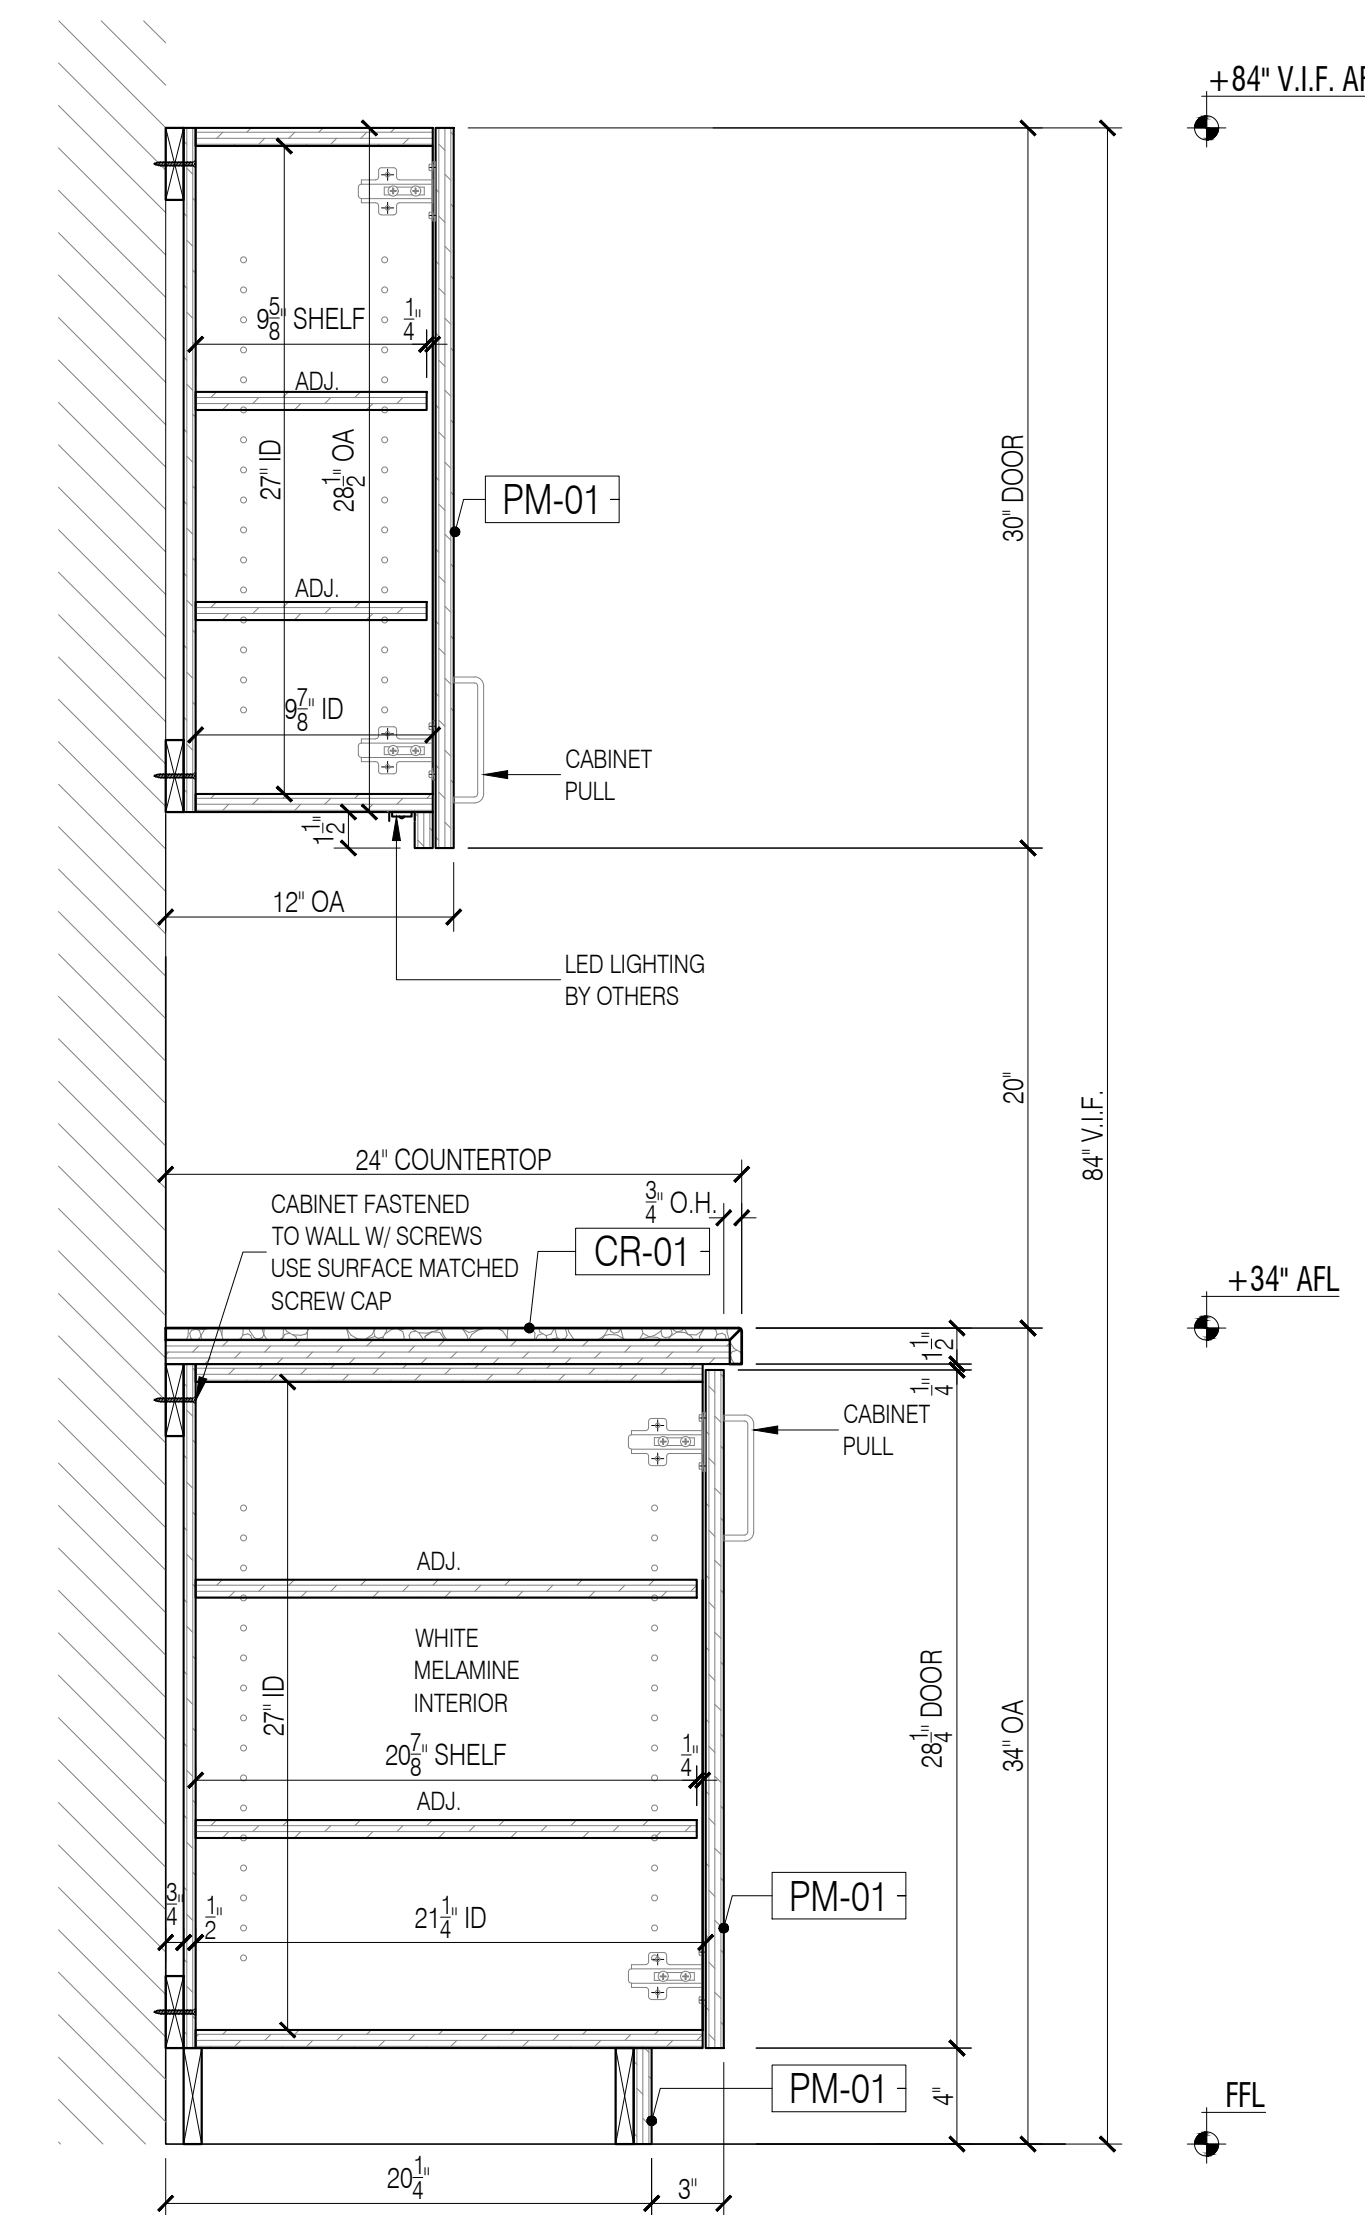 +84" V.I.F. AF
9 5/8" SHELF
1/4"
ADJ.
27" ID
28 1/2" OA
30" DOOR
PM-01
ADJ.
9 7/8" ID
CABINET
PULL
1 1/2"
12" OA
LED LIGHTING
BY OTHERS
20"
84" V.I.F.
24" COUNTERTOP
3/4" O.H.
CABINET FASTENED
TO WALL W/ SCREWS
USE SURFACE MATCHED
SCREW CAP
CR-01
+34" AFL
1 1/2"
1/4"
CABINET
PULL
ADJ.
WHITE
MELAMINE
INTERIOR
27" ID
28 1/4" DOOR
34" OA
20 7/8" SHELF
1/4"
ADJ.
3/4"
1/2"
21 1/4" ID
PM-01
PM-01
4"
FFL
20 1/4"
3"